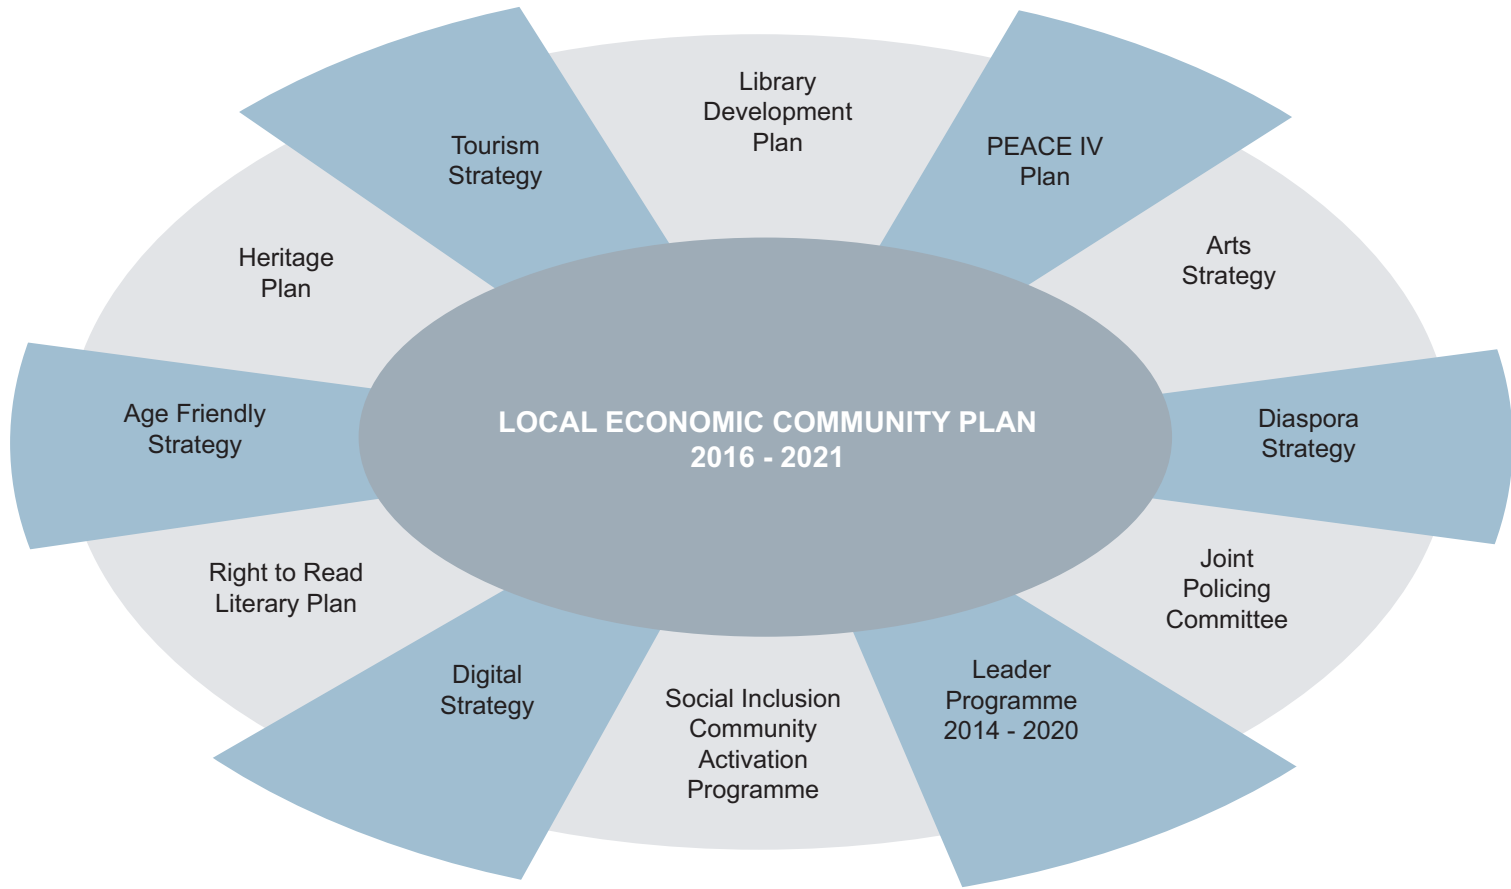 Library
Development
Plan
PEACE IV
Plan
Arts
Strategy
Diaspora
Strategy
Joint
Policing
Committee
Leader
Programme
2014 - 2020
Social Inclusion
Community
Activation
Programme
Digital
Strategy
Right to Read
Literary Plan
Age Friendly
Strategy
Heritage
Plan
Tourism
Strategy
LOCAL ECONOMIC COMMUNITY PLAN
2016 - 2021